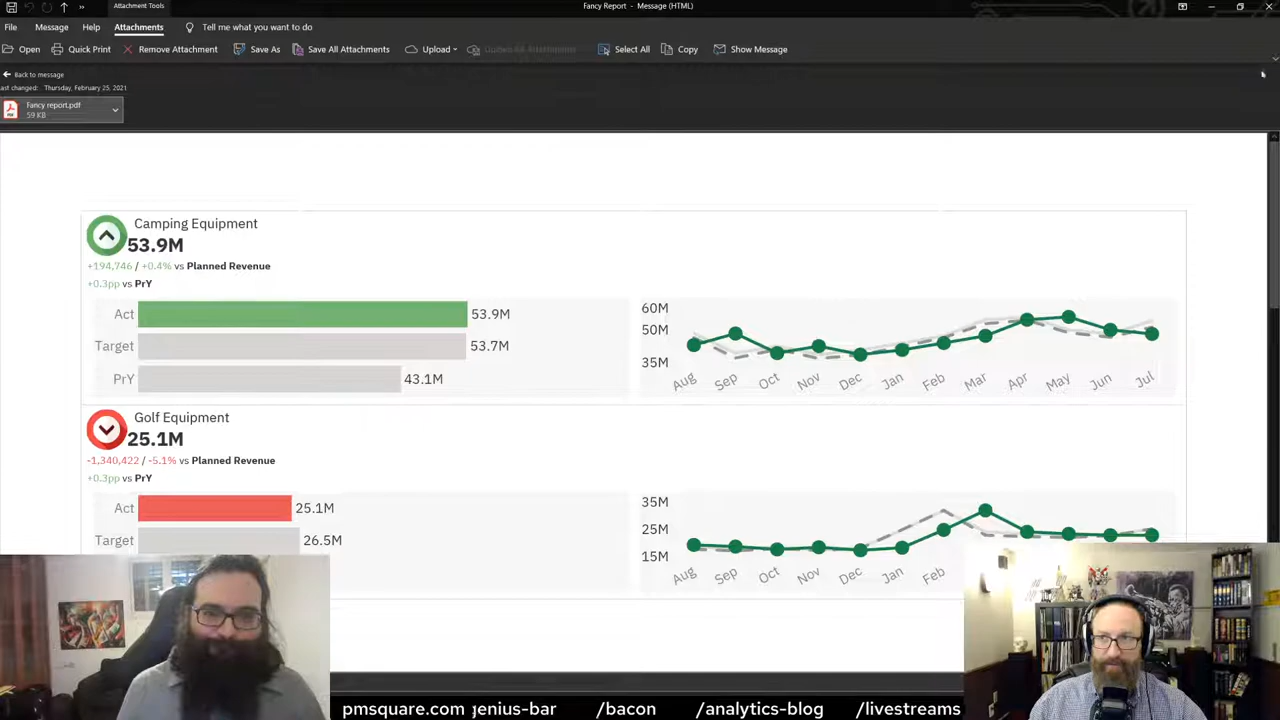 Attachment Tools
Fancy Report - Message (HTML)
File
Message
Help
Attachments
Tell me what you want to do
Open
Quick Print
Remove Attachment
Save As
Save All Attachments
Upload
Select All
Copy
Show Message
Back to message
ast changed: Thursday, February 25, 2021
Fancy report.pdf
59 KB
Camping Equipment
53.9M
+194,746 / +0.4% vs Planned Revenue
+0.3pp vs PrY
Act 53.9M
Target 53.7M
PrY 43.1M
60M
50M
35M
Aug Sep Oct Nov Dec Jan Feb Mar Apr May Jun Jul
Golf Equipment
25.1M
-1,340,422 / -5.1% vs Planned Revenue
+0.3pp vs PrY
Act 25.1M
Target 26.5M
35M
25M
15M
Aug Sep Oct Nov Dec Jan Feb
pmsquare.com enius-bar /bacon /analytics-blog /livestreams